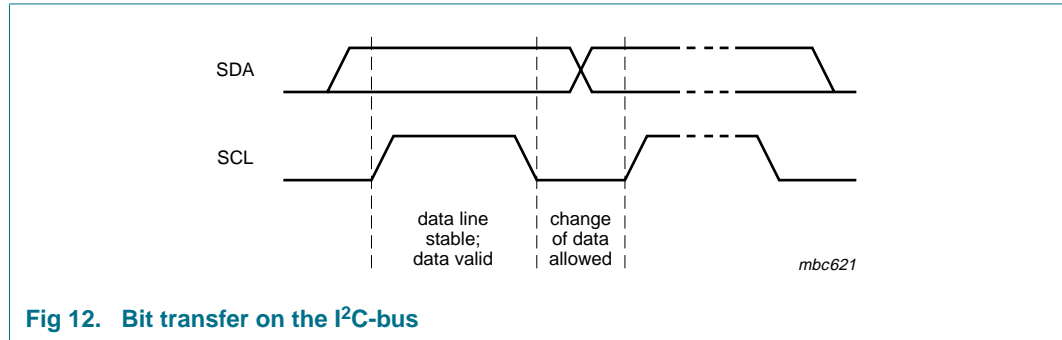 SDA
SCL
data line
stable;
data valid
change
of data
allowed
mbc621
Fig 12. Bit transfer on the I²C-bus